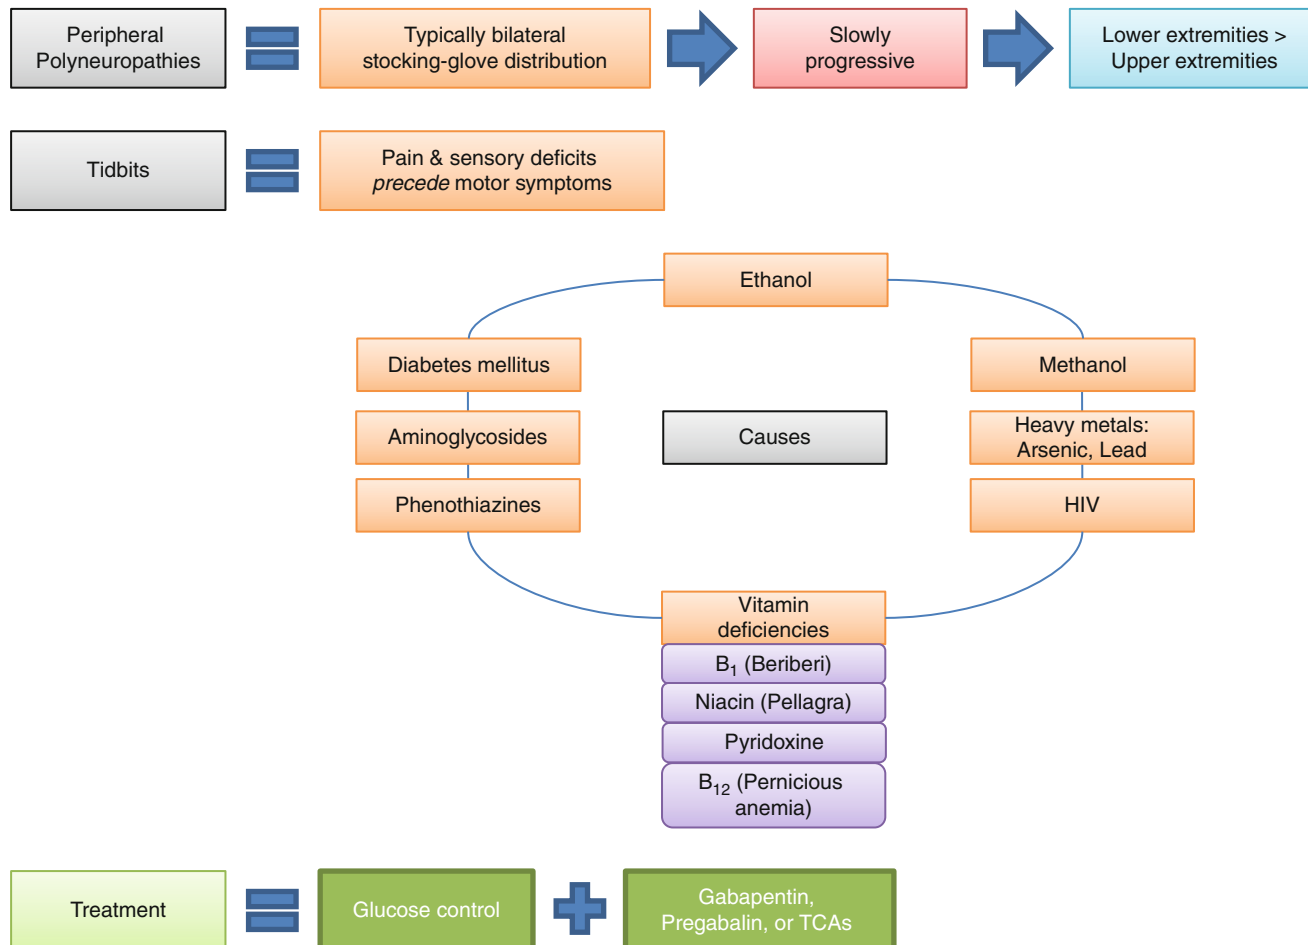 Peripheral
Polyneuropathies
Typically bilateral
stocking-glove distribution
Slowly
progressive
Lower extremities >
Upper extremities
Tidbits
Pain & sensory deficits
precede motor symptoms
Ethanol
Diabetes mellitus
Methanol
Aminoglycosides
Causes
Heavy metals:
Arsenic, Lead
Phenothiazines
HIV
Vitamin
deficiencies
B1 (Beriberi)
Niacin (Pellagra)
Pyridoxine
B12 (Pernicious
anemia)
Treatment
Glucose control
Gabapentin,
Pregabalin, or TCAs